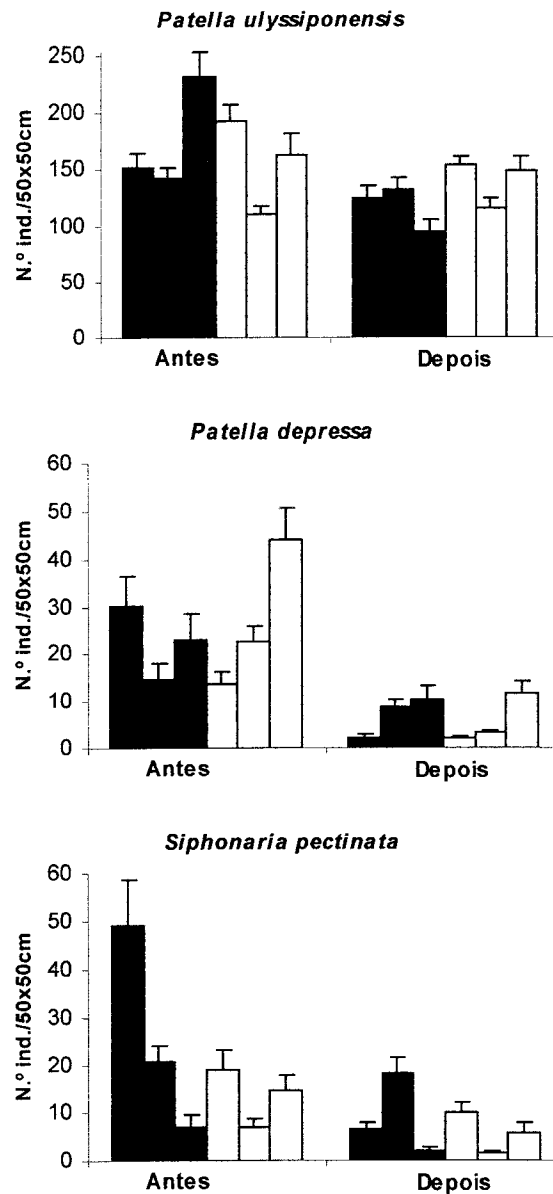 Patella ulyssiponensis
N.º ind./50x50cm
250
200
150
100
50
0
Antes
Depois
Patella depressa
N.º ind./50x50cm
60
50
40
30
20
10
0
Antes
Depois
Siphonaria pectinata
N.º ind./50x50cm
60
50
40
30
20
10
0
Antes
Depois